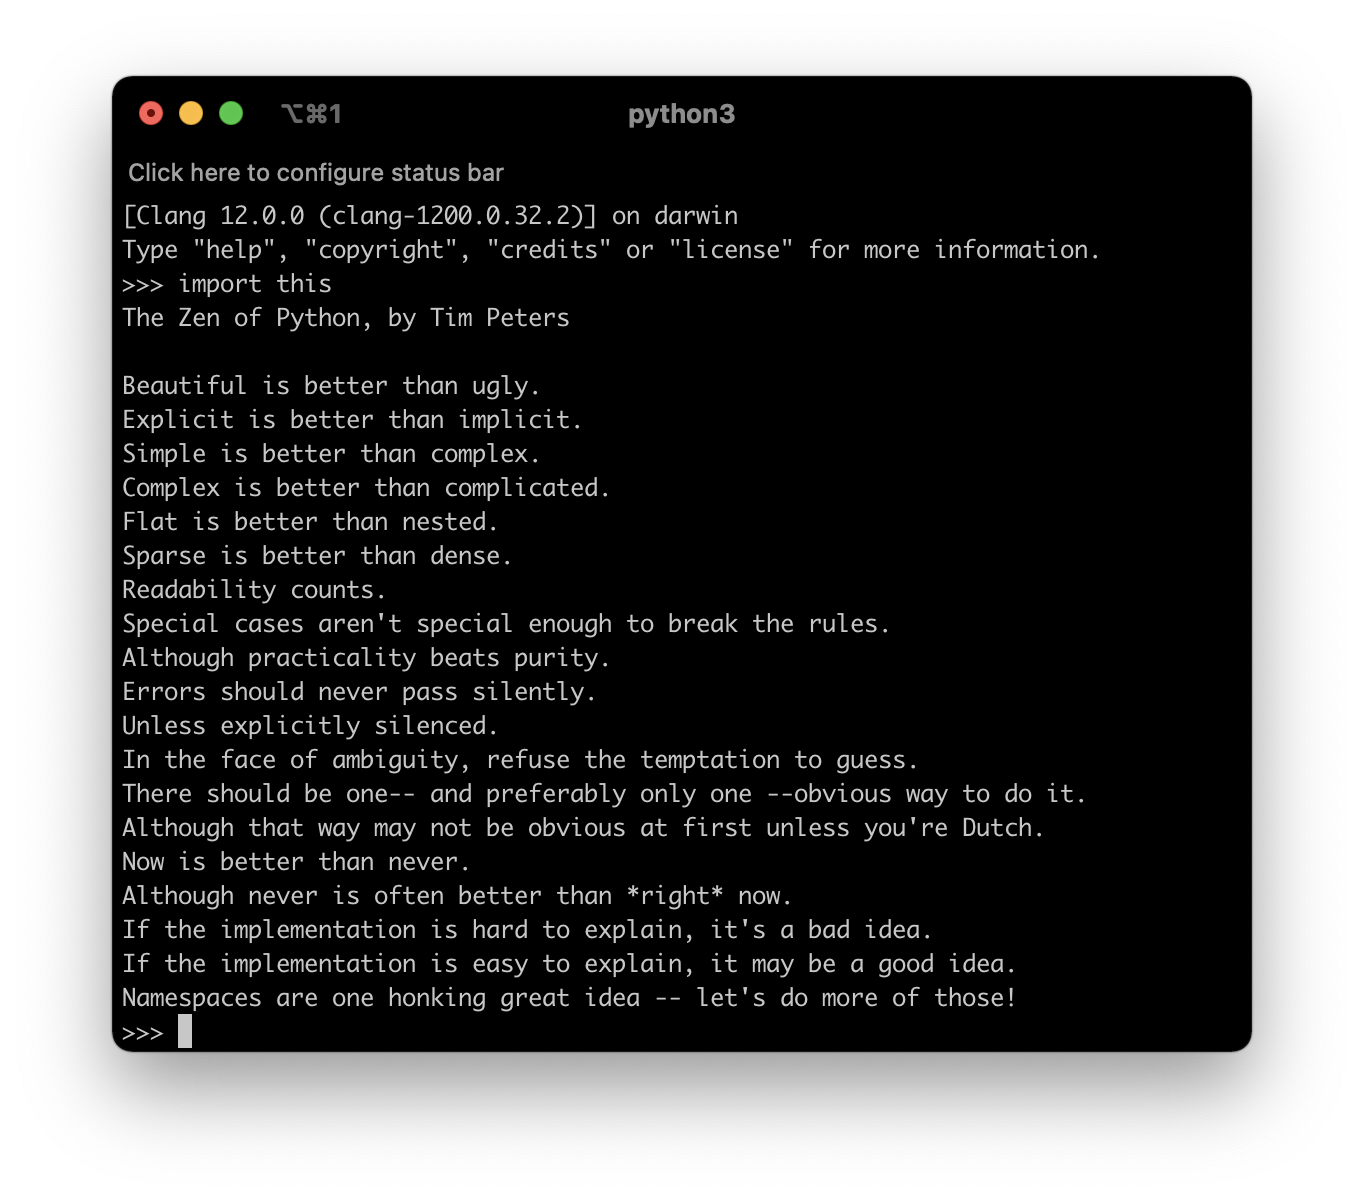 ⌥⌘1 python3
Click here to configure status bar
[Clang 12.0.0 (clang-1200.0.32.2)] on darwin
Type "help", "copyright", "credits" or "license" for more information.
>>> import this
The Zen of Python, by Tim Peters

Beautiful is better than ugly.
Explicit is better than implicit.
Simple is better than complex.
Complex is better than complicated.
Flat is better than nested.
Sparse is better than dense.
Readability counts.
Special cases aren't special enough to break the rules.
Although practicality beats purity.
Errors should never pass silently.
Unless explicitly silenced.
In the face of ambiguity, refuse the temptation to guess.
There should be one-- and preferably only one --obvious way to do it.
Although that way may not be obvious at first unless you're Dutch.
Now is better than never.
Although never is often better than *right* now.
If the implementation is hard to explain, it's a bad idea.
If the implementation is easy to explain, it may be a good idea.
Namespaces are one honking great idea -- let's do more of those!
>>>